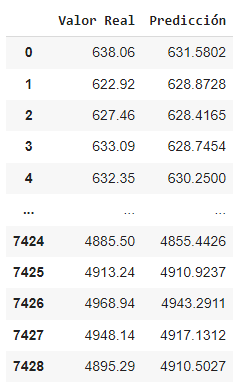 Valor Real Predicción
0 638.06 631.5802
1 622.92 628.8728
2 627.46 628.4165
3 633.09 628.7454
4 632.35 630.2500
... ... ...
7424 4885.50 4855.4426
7425 4913.24 4910.9237
7426 4968.94 4943.2911
7427 4948.14 4917.1312
7428 4895.29 4910.5027